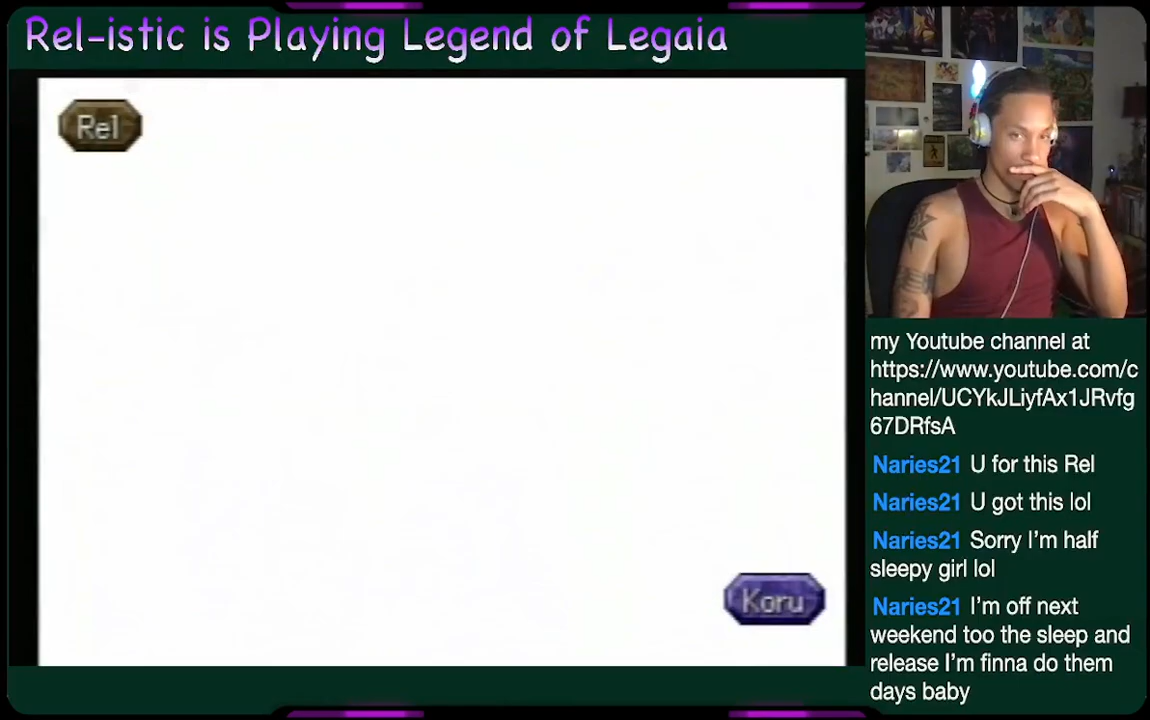 Rel-istic is Playing Legend of Legaia
Rel
Koru
my Youtube channel at
https://www.youtube.com/c
hannel/UCYkJLiyfAx1JRvfg
67DRfsA
Naries21 U for this Rel
Naries21 U got this lol
Naries21 Sorry I'm half
sleepy girl lol
Naries21 I'm off next
weekend too the sleep and
release I'm finna do them
days baby